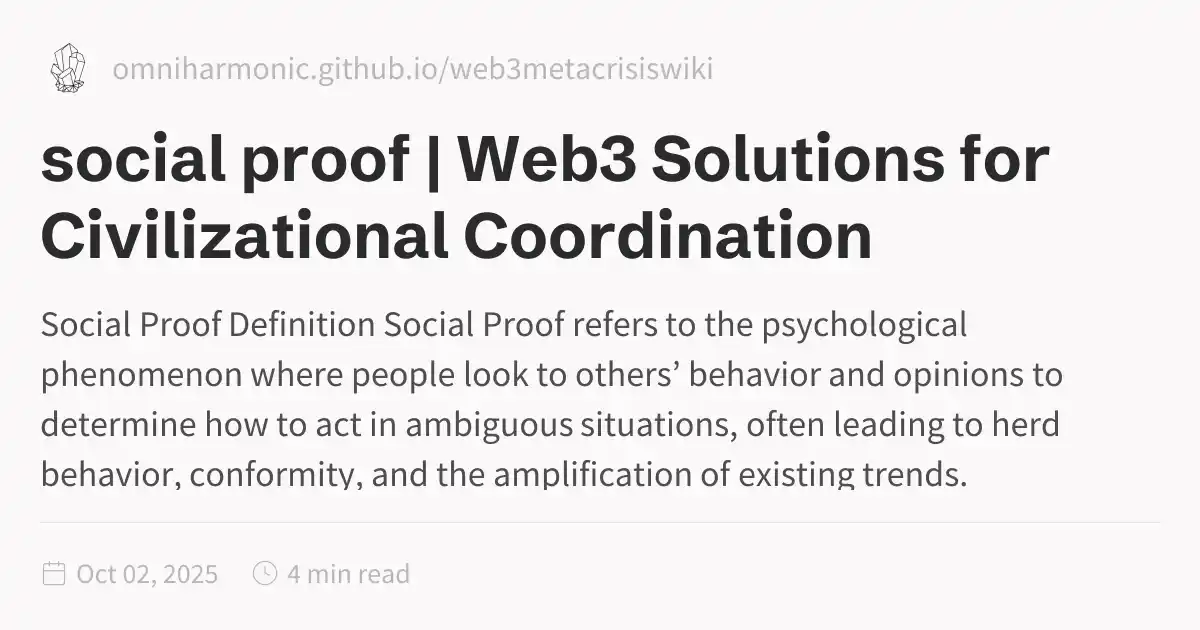 omniharmonic.github.io/web3metacrisiswiki
social proof | Web3 Solutions for
Civilizational Coordination
Social Proof Definition Social Proof refers to the psychological
phenomenon where people look to others’ behavior and opinions to
determine how to act in ambiguous situations, often leading to herd
behavior, conformity, and the amplification of existing trends.
Oct 02, 2025 4 min read